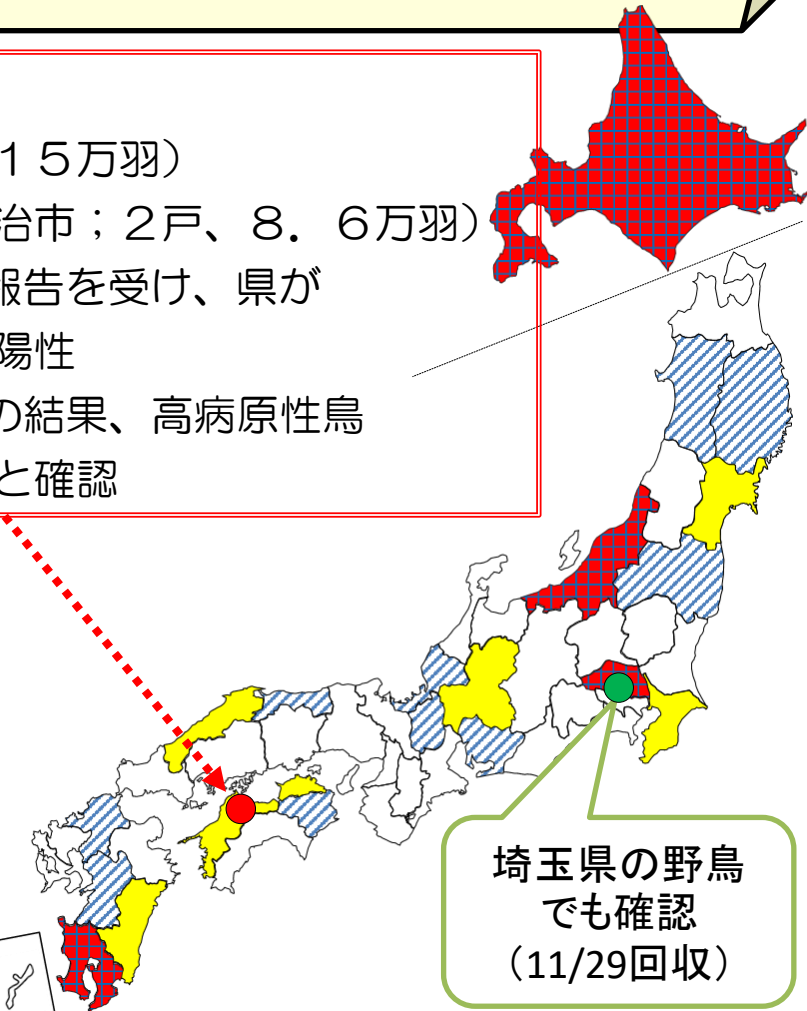 １５万羽）
治市；２戸、８．６万羽）
報告を受け、県が
陽性
の結果、高病原性鳥
と確認
埼玉県の野鳥
でも確認
（11/29回収）